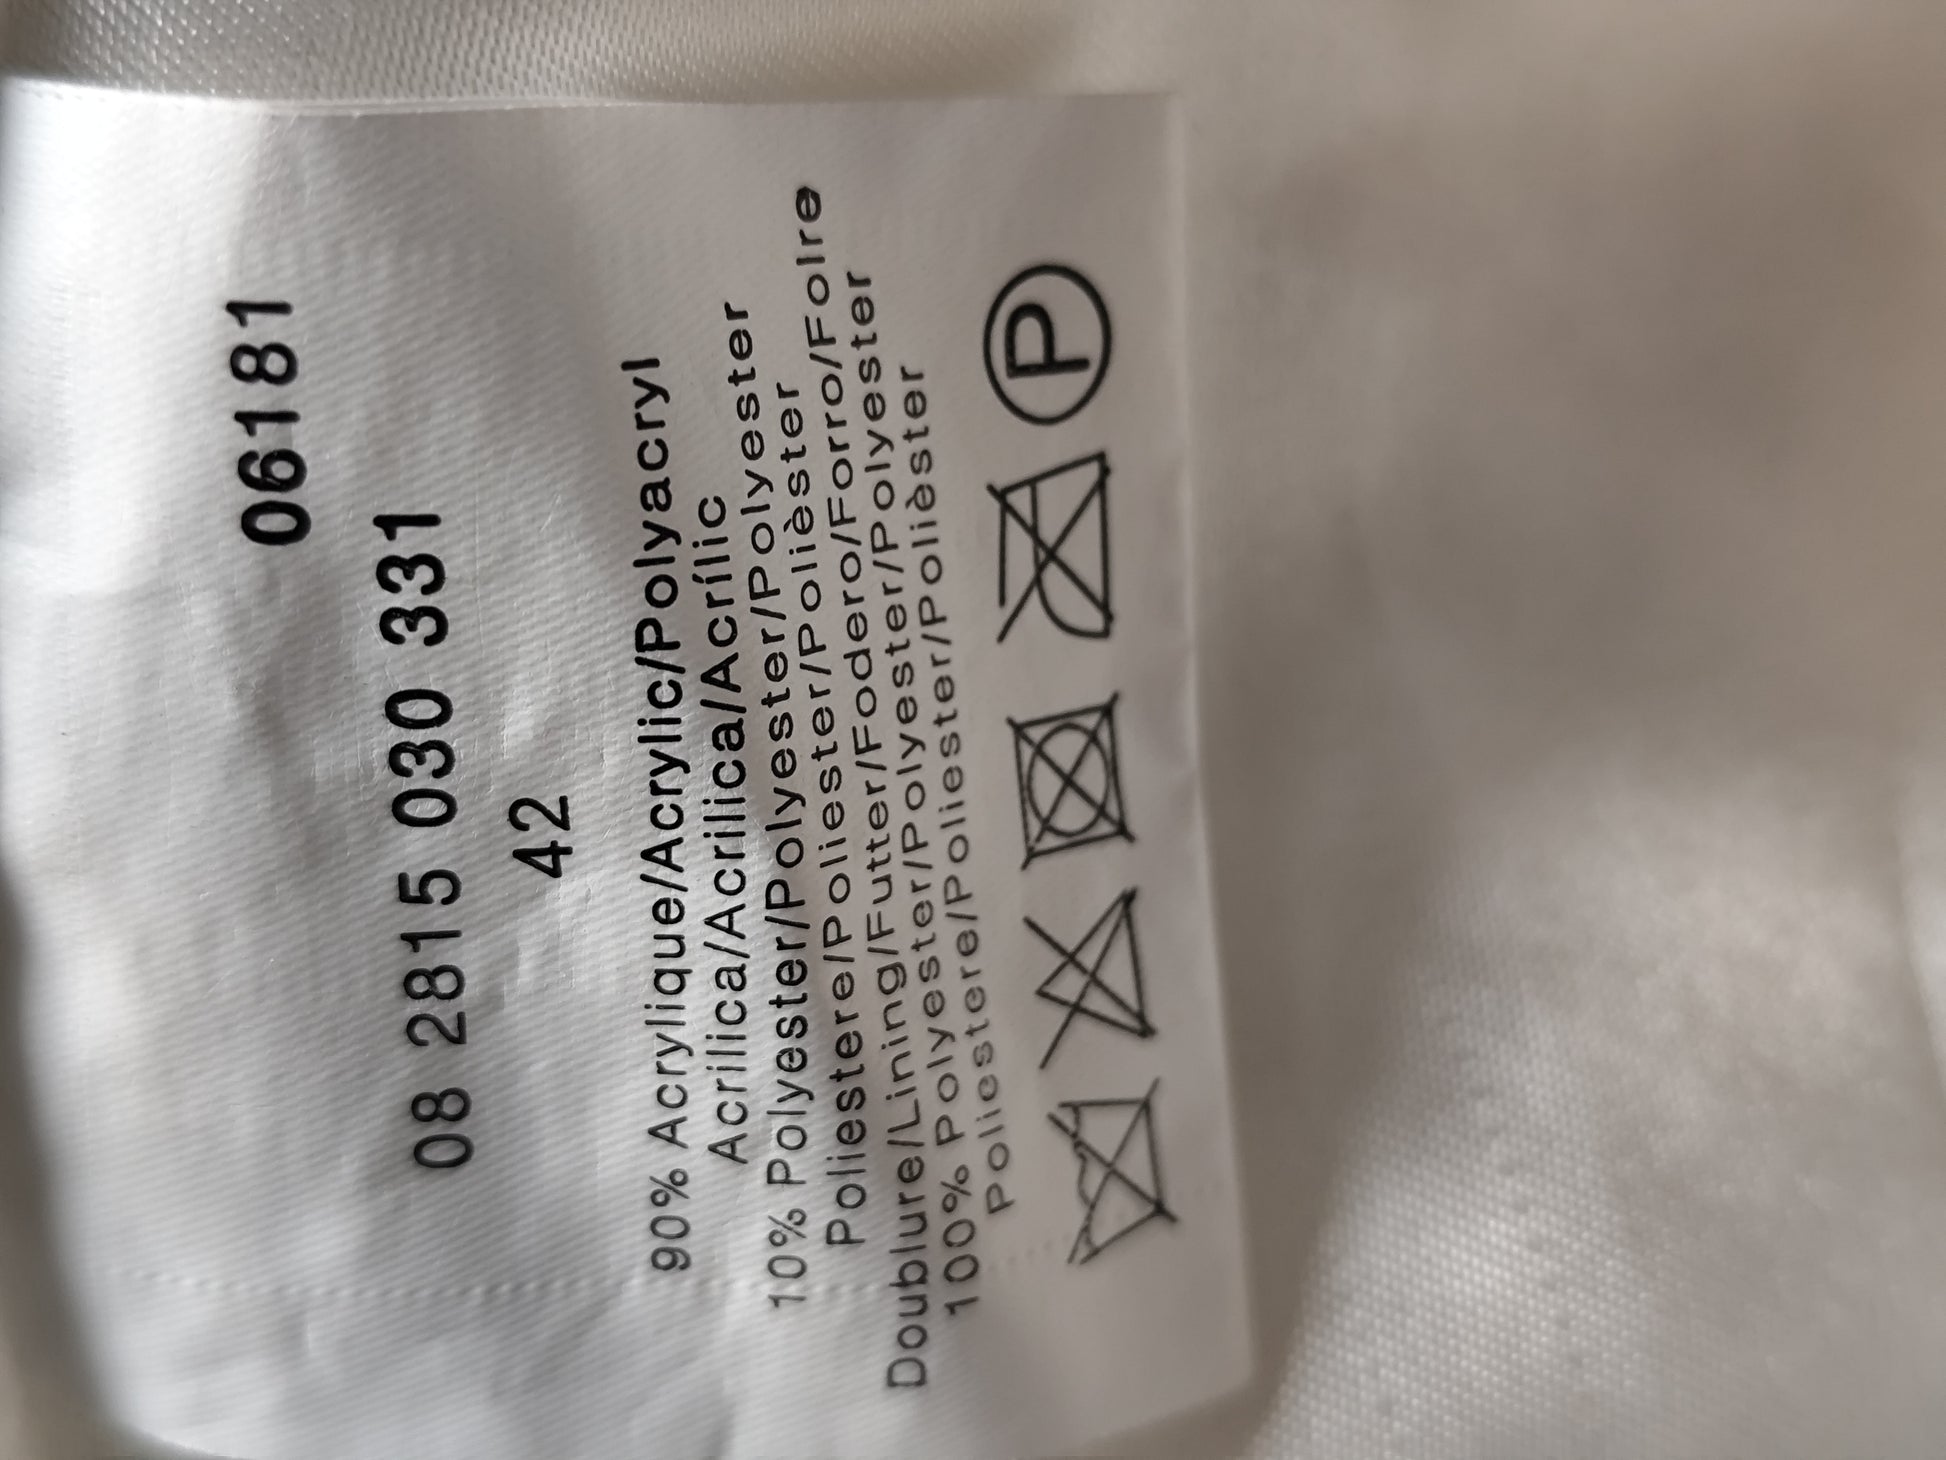 06181
08 2815 030 331
42
90% Acrylique/Acrylic/Polyacryl
Acrilica/Acrilica/Acrílic
10% Polyester/Polyester/Polyester
Poliestere/Poliester/Polièster
Doublure/Lining/Futter/Fodero/Forro/Folre
100% Polyester/Polyester/Polyester
Poliestere/Poliester/Polièster
P